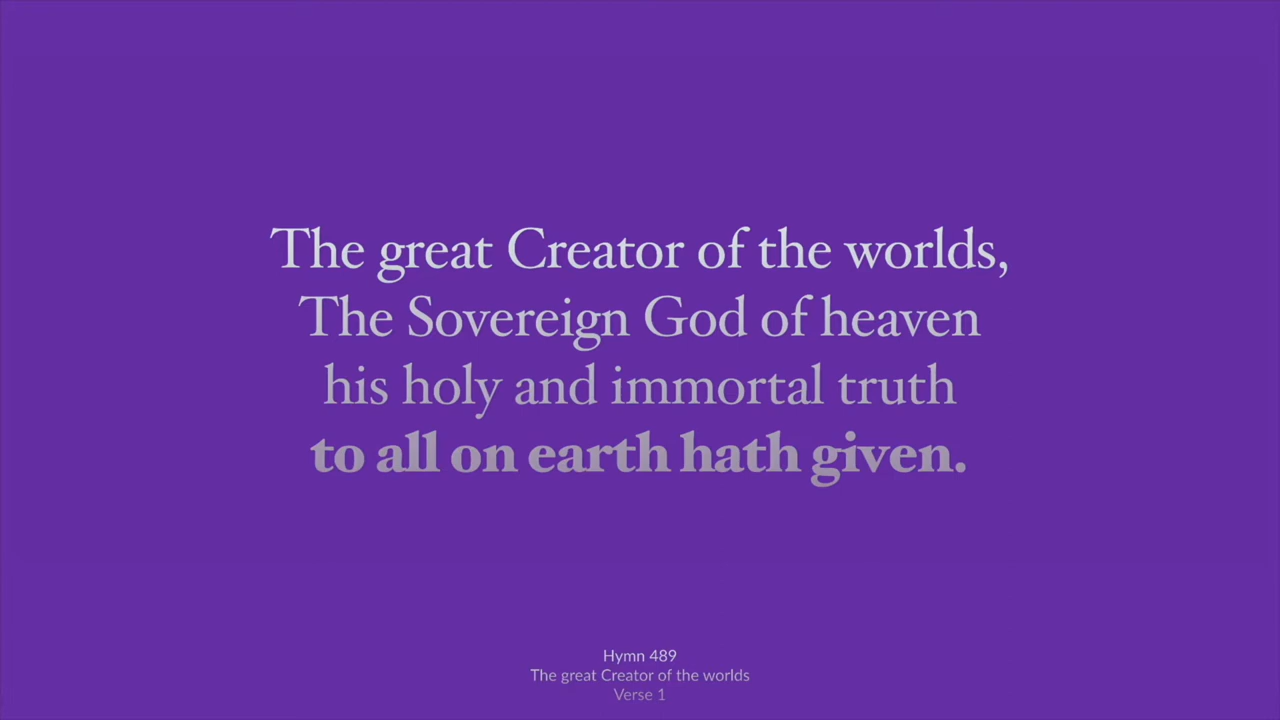 The great Creator of the worlds,
The Sovereign God of heaven
his holy and immortal truth
to all on earth hath given.
Hymn 489
The great Creator of the worlds
Verse 1